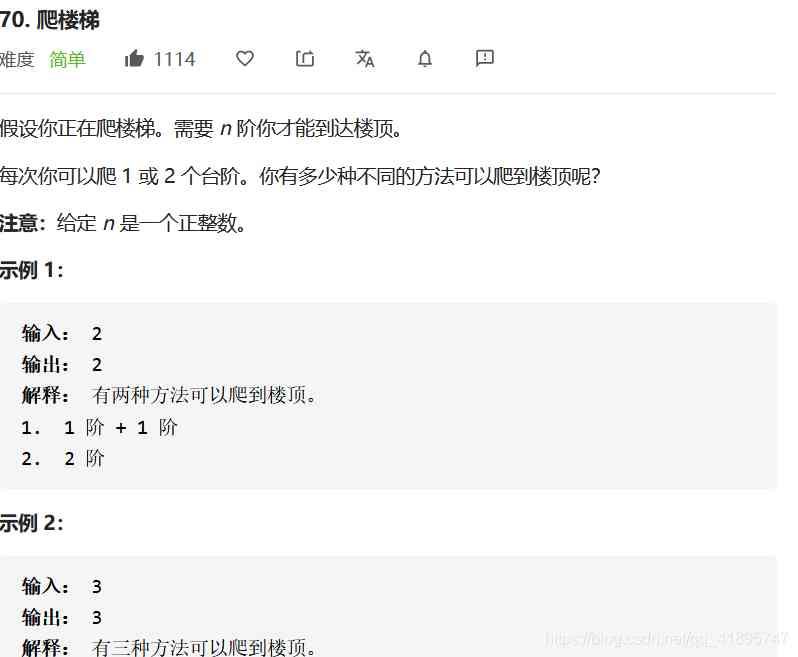 70. 爬楼梯
难度 简单 1114
假设你正在爬楼梯。需要 n 阶你才能到达楼顶。
每次你可以爬 1 或 2 个台阶。你有多少种不同的方法可以爬到楼顶呢？
注意：给定 n 是一个正整数。
示例 1：
输入： 2
输出： 2
解释： 有两种方法可以爬到楼顶。
1. 1 阶 + 1 阶
2. 2 阶
示例 2：
输入： 3
输出： 3
解释： 有三种方法可以爬到楼顶。
https://blog.csdn.net/qq_41895747